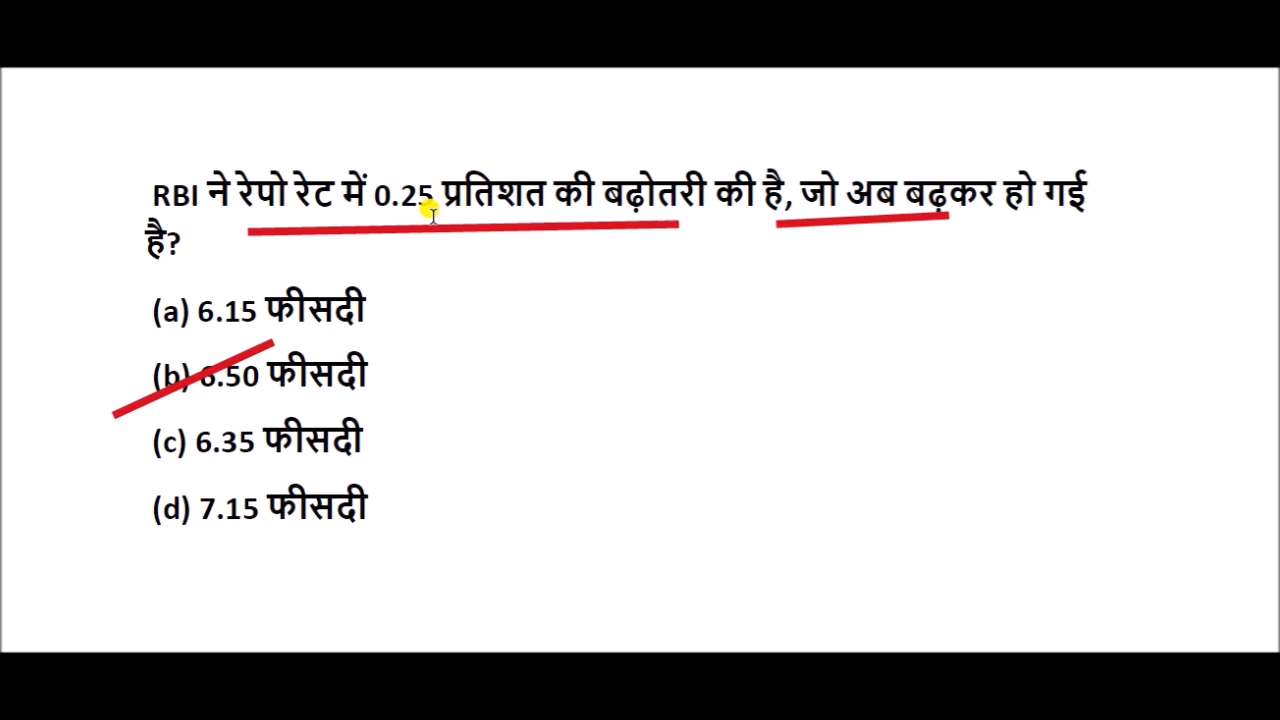 RBI ने रेपो रेट में 0.25 प्रतिशत की बढ़ोतरी की है, जो अब बढ़कर हो गई
है?
(a) 6.15 फीसदी
(b) 6.50 फीसदी
(c) 6.35 फीसदी
(d) 7.15 फीसदी